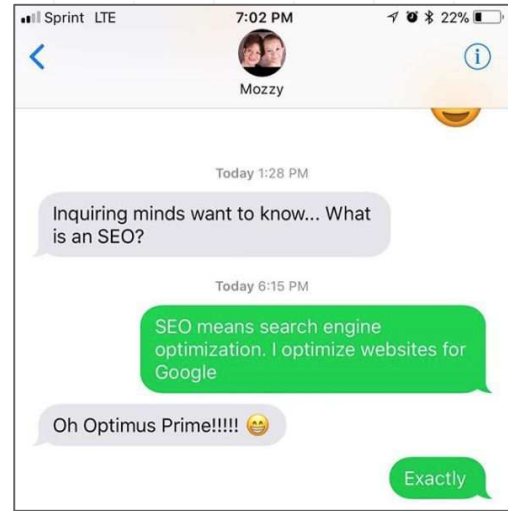 Sprint LTE 7:02 PM 22%
Mozzy
Today 1:28 PM
Inquiring minds want to know... What
is an SEO?
Today 6:15 PM
SEO means search engine
optimization. I optimize websites for
Google
Oh Optimus Prime!!!!! 😁
Exactly